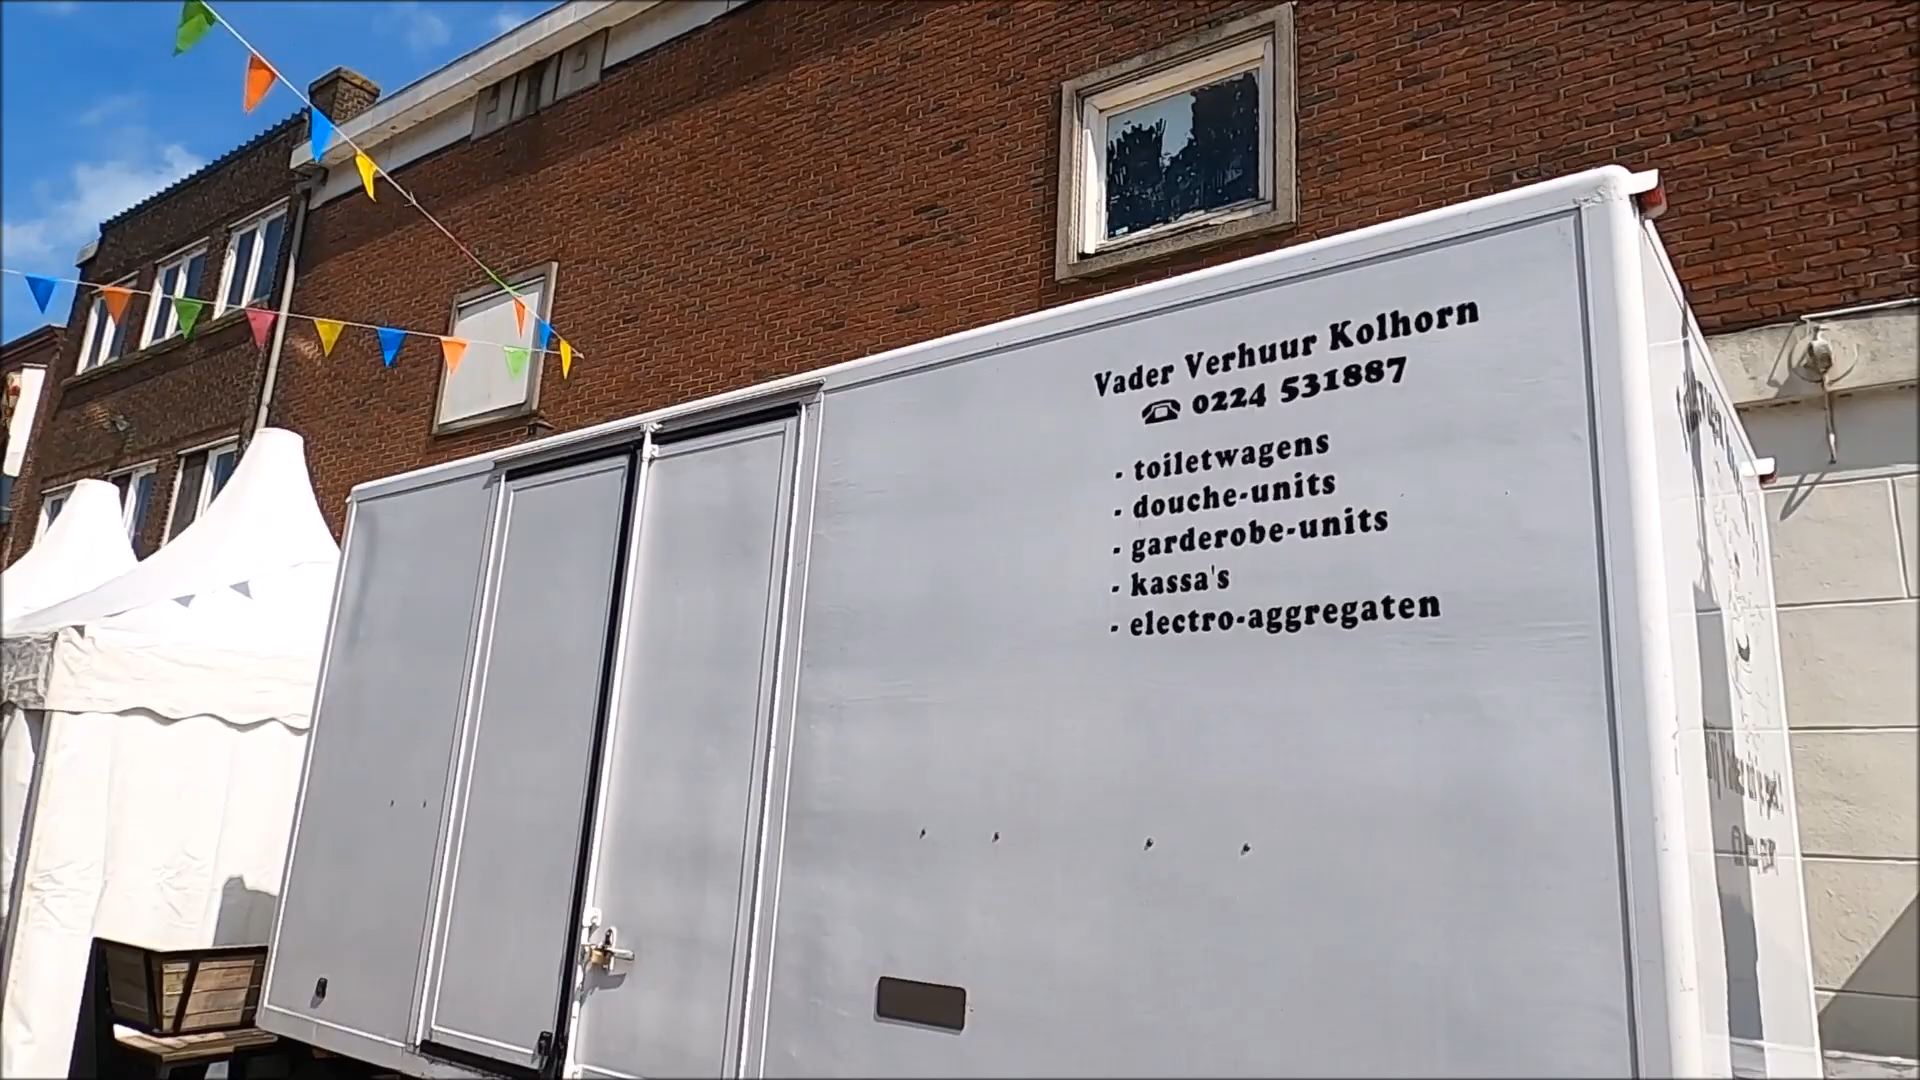 Vader Verhuur Kolhorn
☎ 0224 531887
- toiletwagens
- douche-units
- garderobe-units
- kassa's
- electro-aggregaten